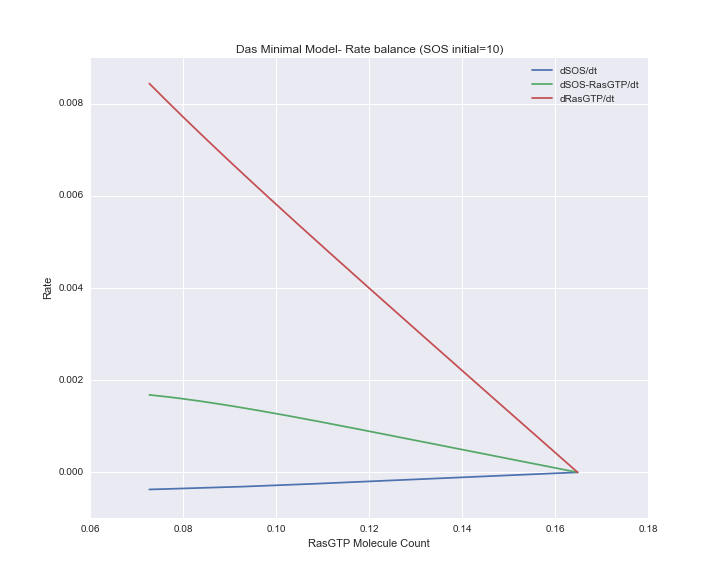 Das Minimal Model- Rate balance (SOS initial=10)
dSOS/dt
dSOS-RasGTP/dt
dRasGTP/dt
0.008
0.006
0.004
0.002
0.000
Rate
0.06 0.08 0.10 0.12 0.14 0.16 0.18
RasGTP Molecule Count